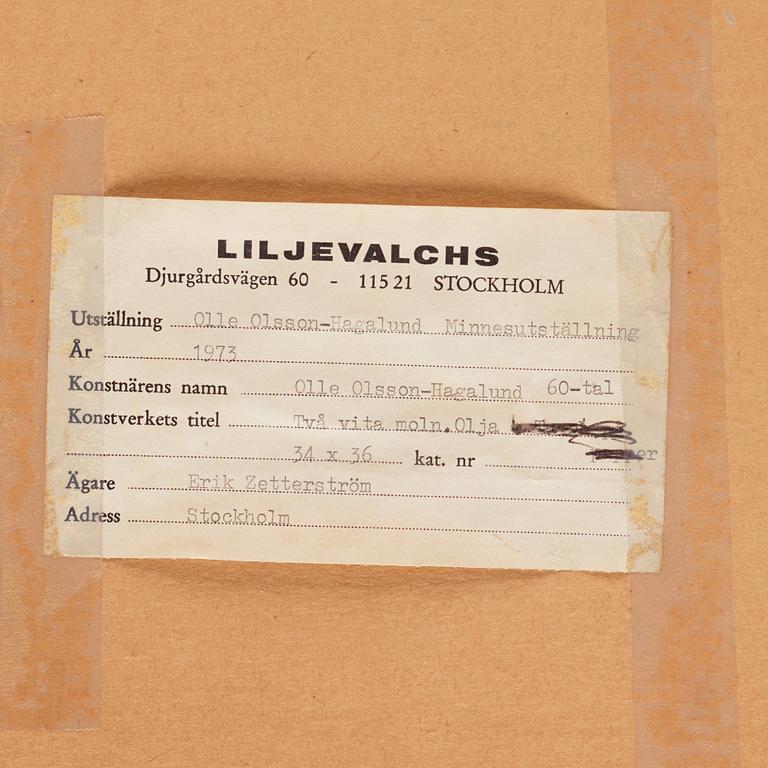 LILJEVALCHS
Djurgårdsvägen 60 - 115 21 STOCKHOLM
Utställning Olle Olsson-Hagalund Minnesutställning
År 1973
Konstnärens namn Olle Olsson-Hagalund 60-tal
Konstverkets titel Två vita moln.Olja
34 x 36 kat. nr
Ägare Erik Zetterström
Adress Stockholm